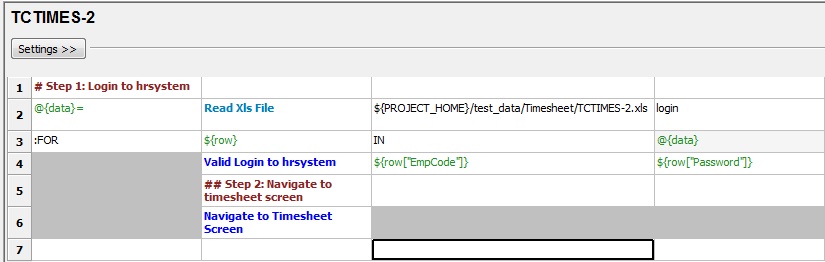 TCTIMES-2
Settings >>
1 # Step 1: Login to hrsystem
2 @{data}= Read Xls File ${PROJECT_HOME}/test_data/Timesheet/TCTIMES-2.xls login
3 :FOR ${row} IN @{data}
4 Valid Login to hrsystem ${row["EmpCode"]} ${row["Password"]}
5 ## Step 2: Navigate to
timesheet screen
6 Navigate to Timesheet
Screen
7